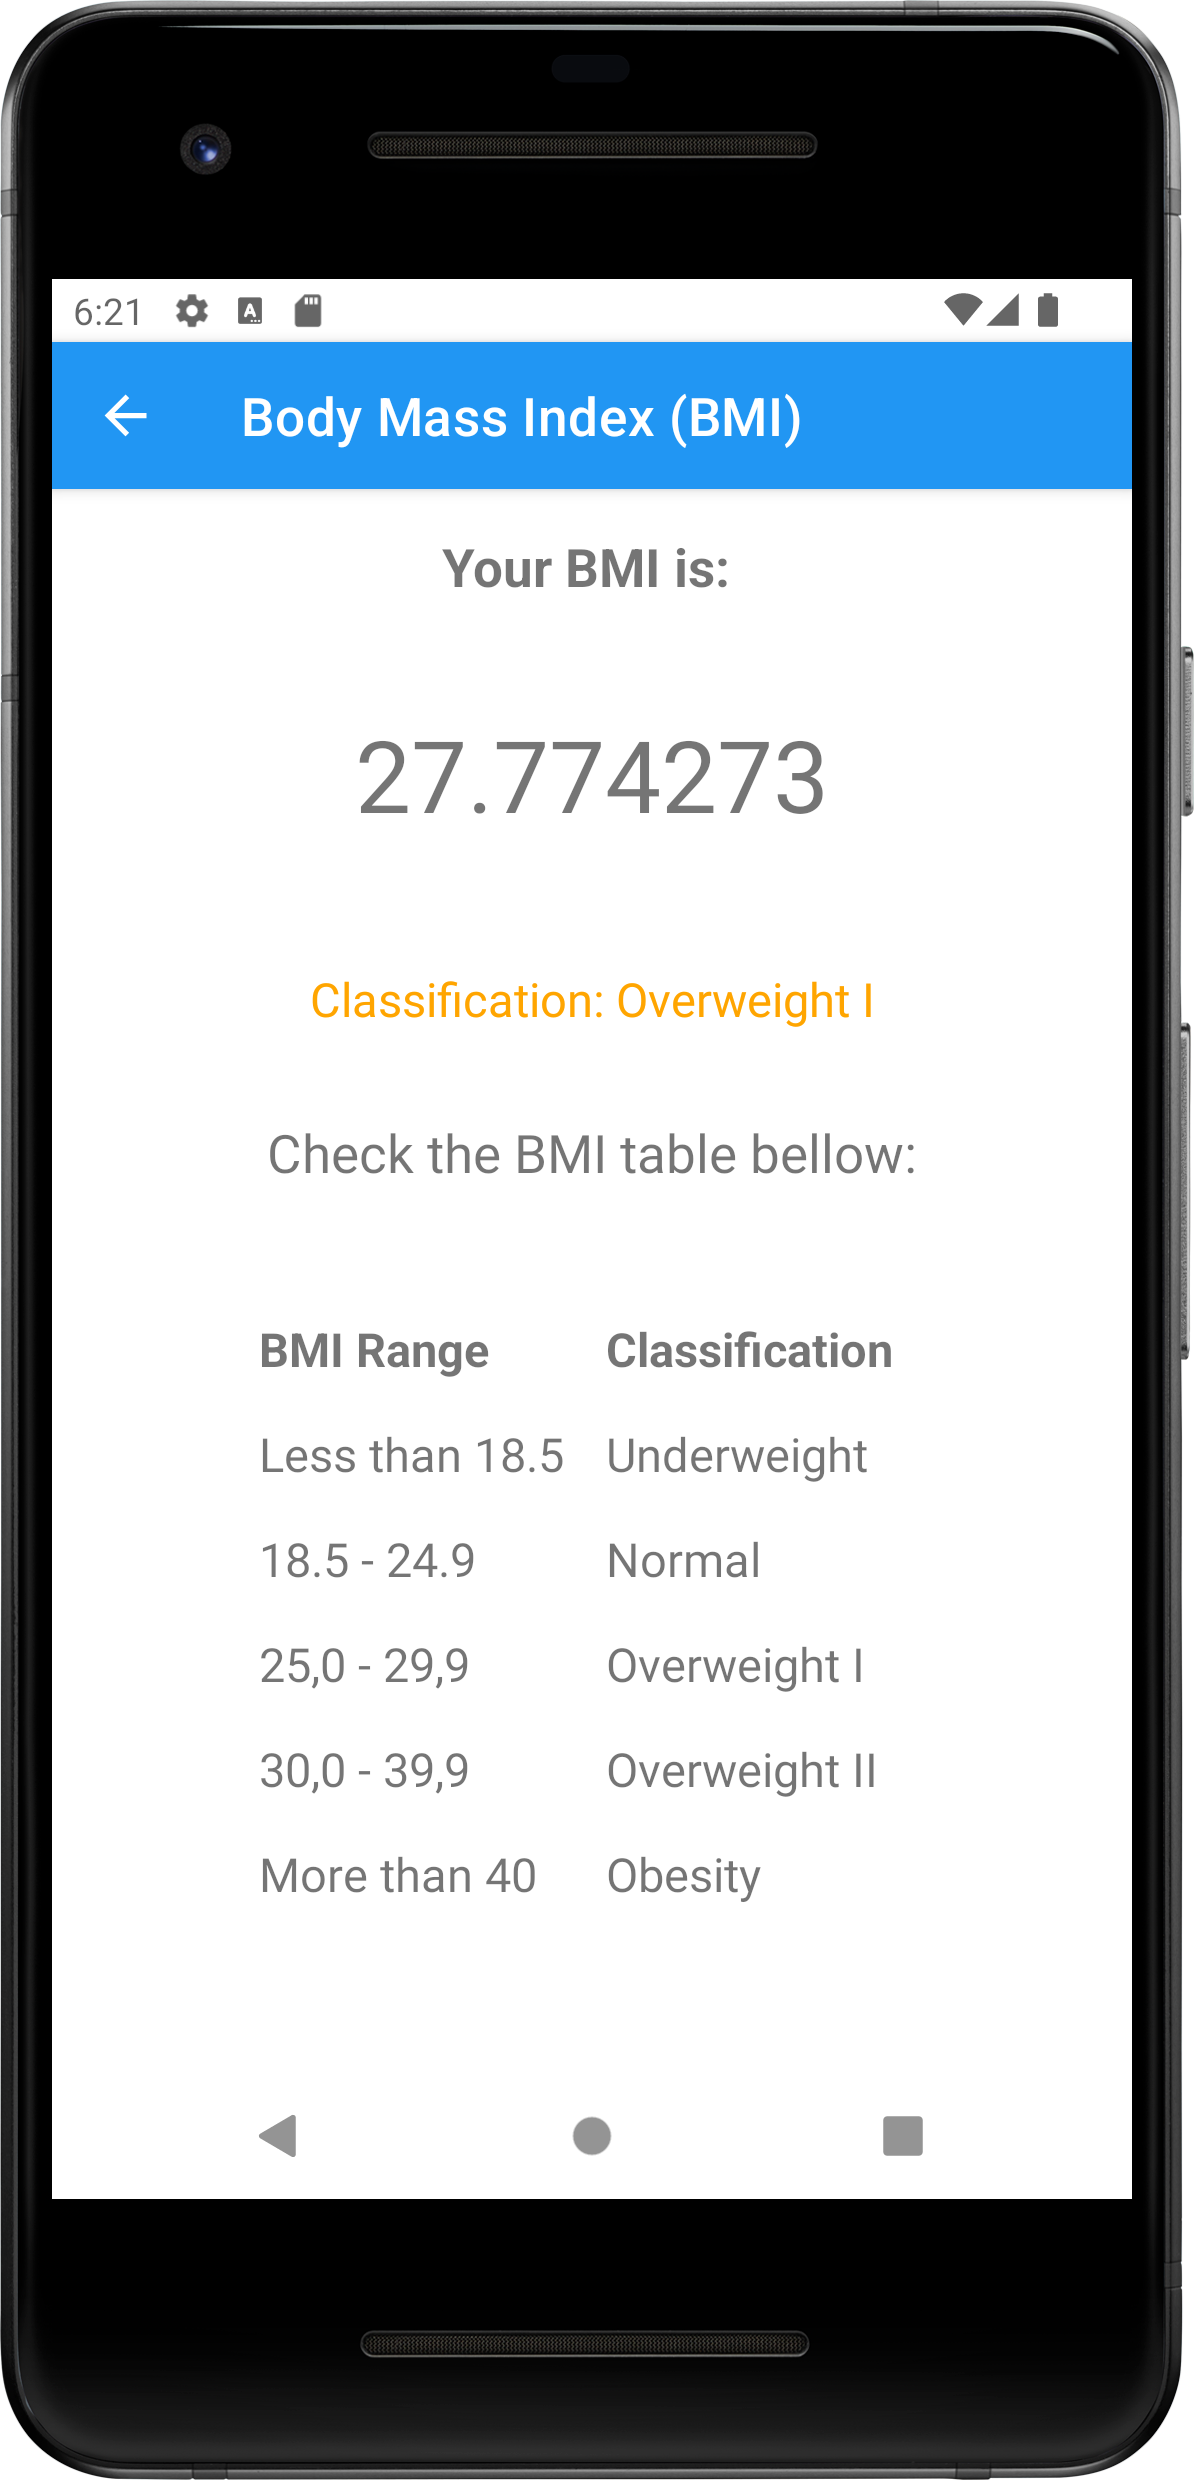 6:21
Body Mass Index (BMI)
Your BMI is:
27.774273
Classification: Overweight I
Check the BMI table bellow:
BMI Range Classification
Less than 18.5 Underweight
18.5 - 24.9 Normal
25,0 - 29,9 Overweight I
30,0 - 39,9 Overweight II
More than 40 Obesity